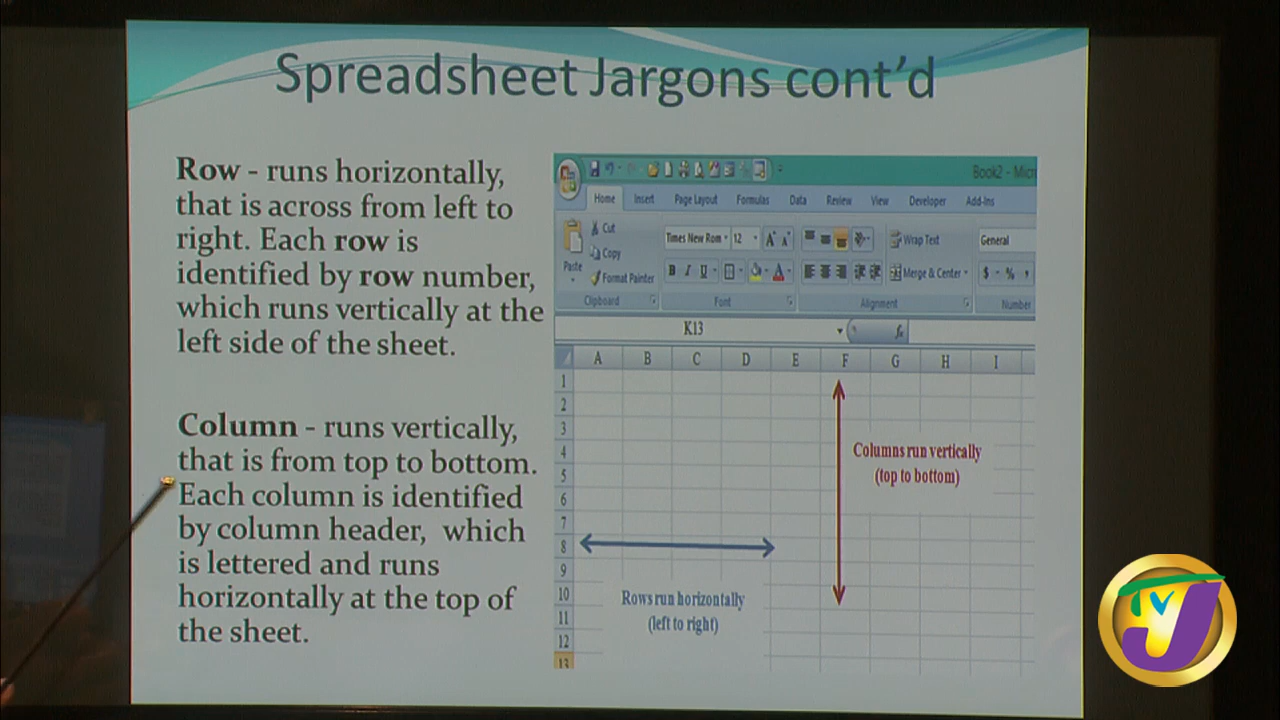 Spreadsheet Jargons cont'd
Row - runs horizontally,
that is across from left to
right. Each row is
identified by row number,
which runs vertically at the
left side of the sheet.
Column - runs vertically,
that is from top to bottom.
Each column is identified
by column header, which
is lettered and runs
horizontally at the top of
the sheet.
Book2 - Micr
Home Insert Page Layout Formulas Data Review View Developer Add-Ins
Cut
Copy
Format Painter
Paste
Clipboard
Times New Rom 12
B I U
Font
Wrap Text
Merge & Center
Alignment
General
$ % ,
Number
K13
fx
A B C D E F G H I
1
2
3
4
5
6
7
8
9
10
11
12
13
Columns run vertically
(top to bottom)
Rows run horizontally
(left to right)
TVJ